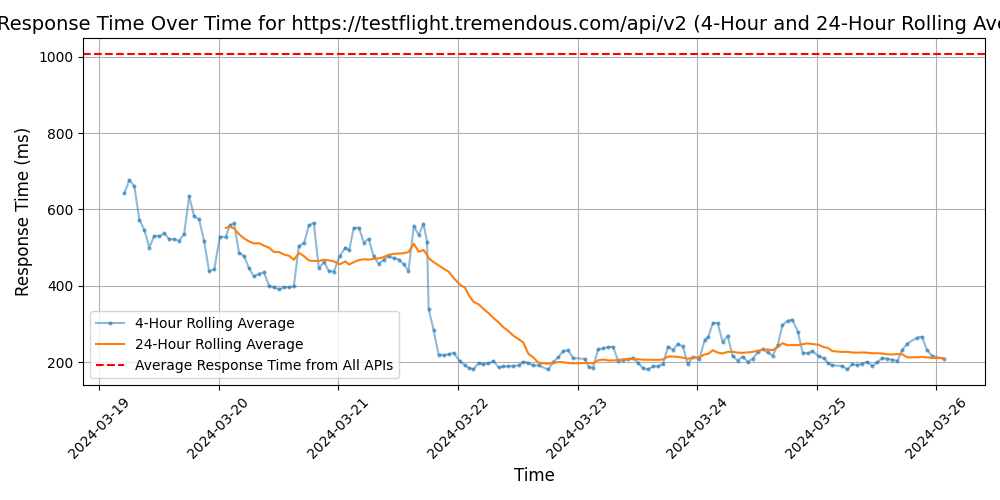 Response Time Over Time for https://testflight.tremendous.com/api/v2 (4-Hour and 24-Hour Rolling Ave
Response Time (ms)
1000
800
600
400
200
4-Hour Rolling Average
24-Hour Rolling Average
Average Response Time from All APIs
2024-03-19
2024-03-20
2024-03-21
2024-03-22
2024-03-23
2024-03-24
2024-03-25
2024-03-26
Time